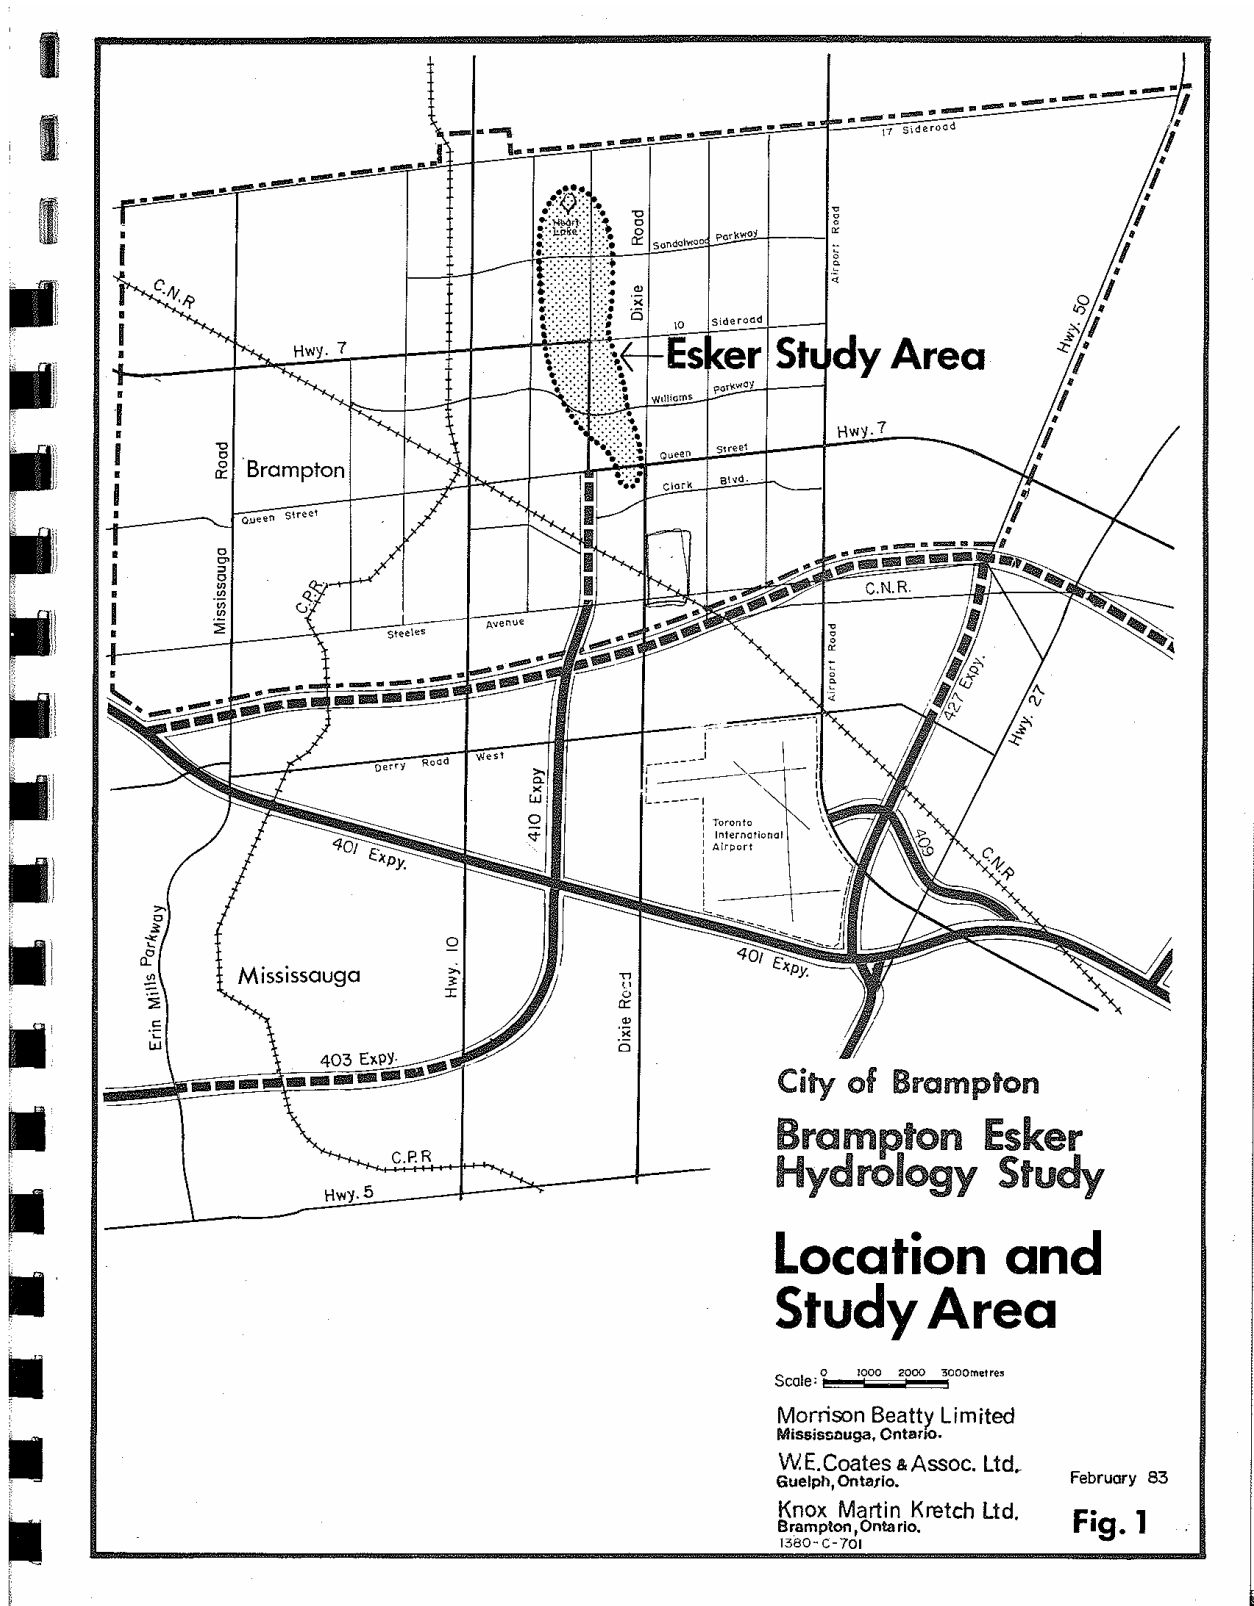 17 Sideroad
Heart
Lake
Dixie Road
Sandalwood Parkway
Airport Road
C.N.R
Hwy. 50
10 Sideroad
Hwy. 7
Esker Study Area
Williams Parkway
Hwy. 7
Mississauga Road
Brampton
Queen Street
Clark Blvd.
Queen Street
C.P.R.
C.N.R.
Steeles Avenue
Airport Road
427 Expy.
Hwy. 27
Derry Road West
410 Expy
Toronto
International
Airport
401 Expy.
409
C.N.R
Erin Mills Parkway
Hwy. 10
Mississauga
401 Expy.
Dixie Road
403 Expy.
C.P.R
Hwy. 5
City of Brampton
Brampton Esker
Hydrology Study
Location and
Study Area
Scale: 0 1000 2000 3000metres
Morrison Beatty Limited
Mississauga, Ontario.
W.E.Coates & Assoc. Ltd.
Guelph, Ontario.
February 83
Knox Martin Kretch Ltd.
Brampton, Ontario.
Fig. 1
1380-C-701